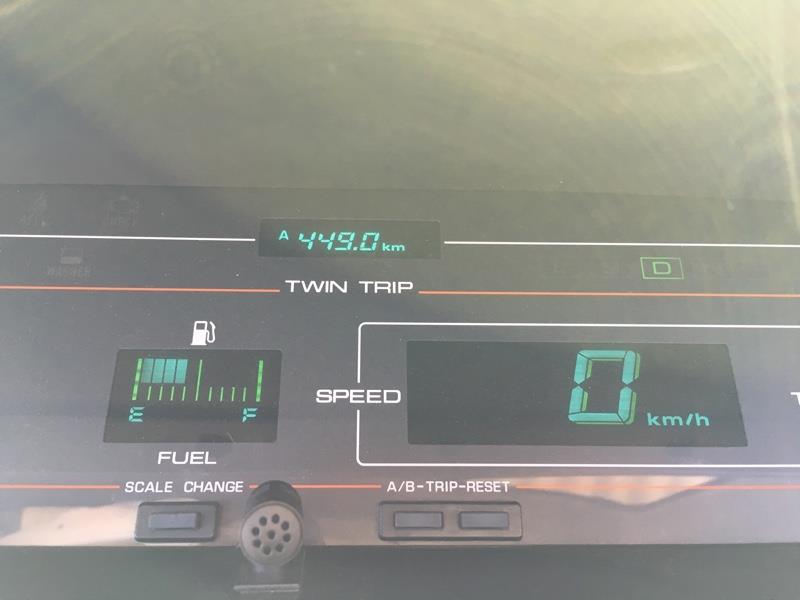 A 449.0 km
WASHER
D
TWIN TRIP
SPEED
0 km/h
E F
FUEL
SCALE CHANGE
A/B-TRIP-RESET